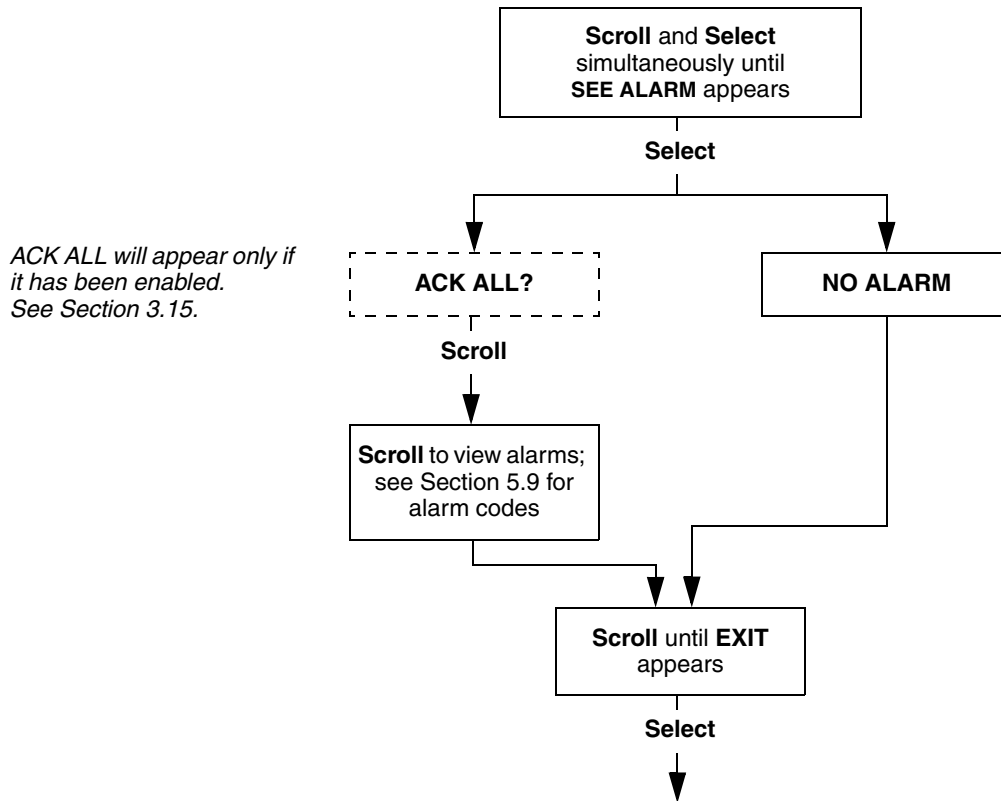 Scroll and Select
simultaneously until
SEE ALARM appears
Select
ACK ALL will appear only if
it has been enabled.
See Section 3.15.
ACK ALL?
NO ALARM
Scroll
Scroll to view alarms;
see Section 5.9 for
alarm codes
Scroll until EXIT
appears
Select